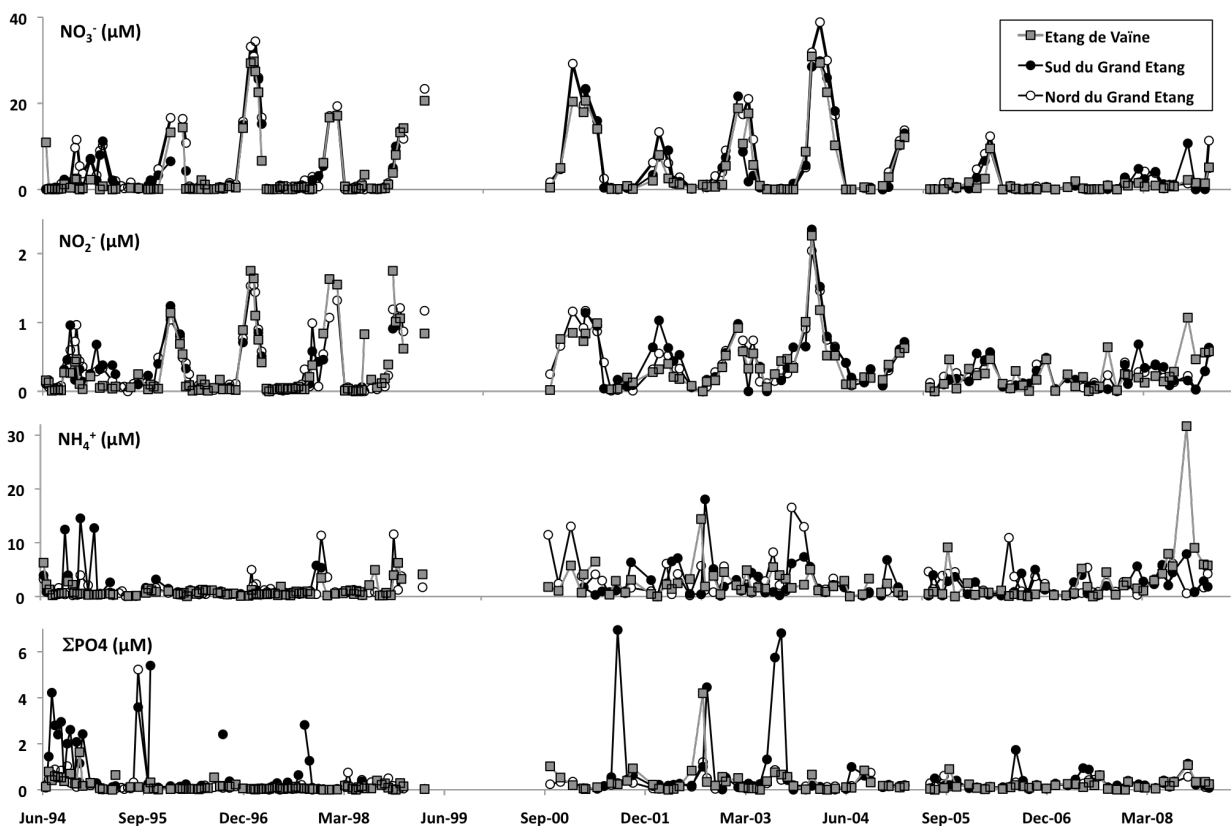 NO₃⁻ (µM)
40
20
0
Etang de Vaïne
Sud du Grand Etang
Nord du Grand Etang
NO₂⁻ (µM)
2
1
0
NH₄⁺ (µM)
30
20
10
0
ΣPO4 (µM)
6
4
2
0
Jun-94 Sep-95 Dec-96 Mar-98 Jun-99 Sep-00 Dec-01 Mar-03 Jun-04 Sep-05 Dec-06 Mar-08